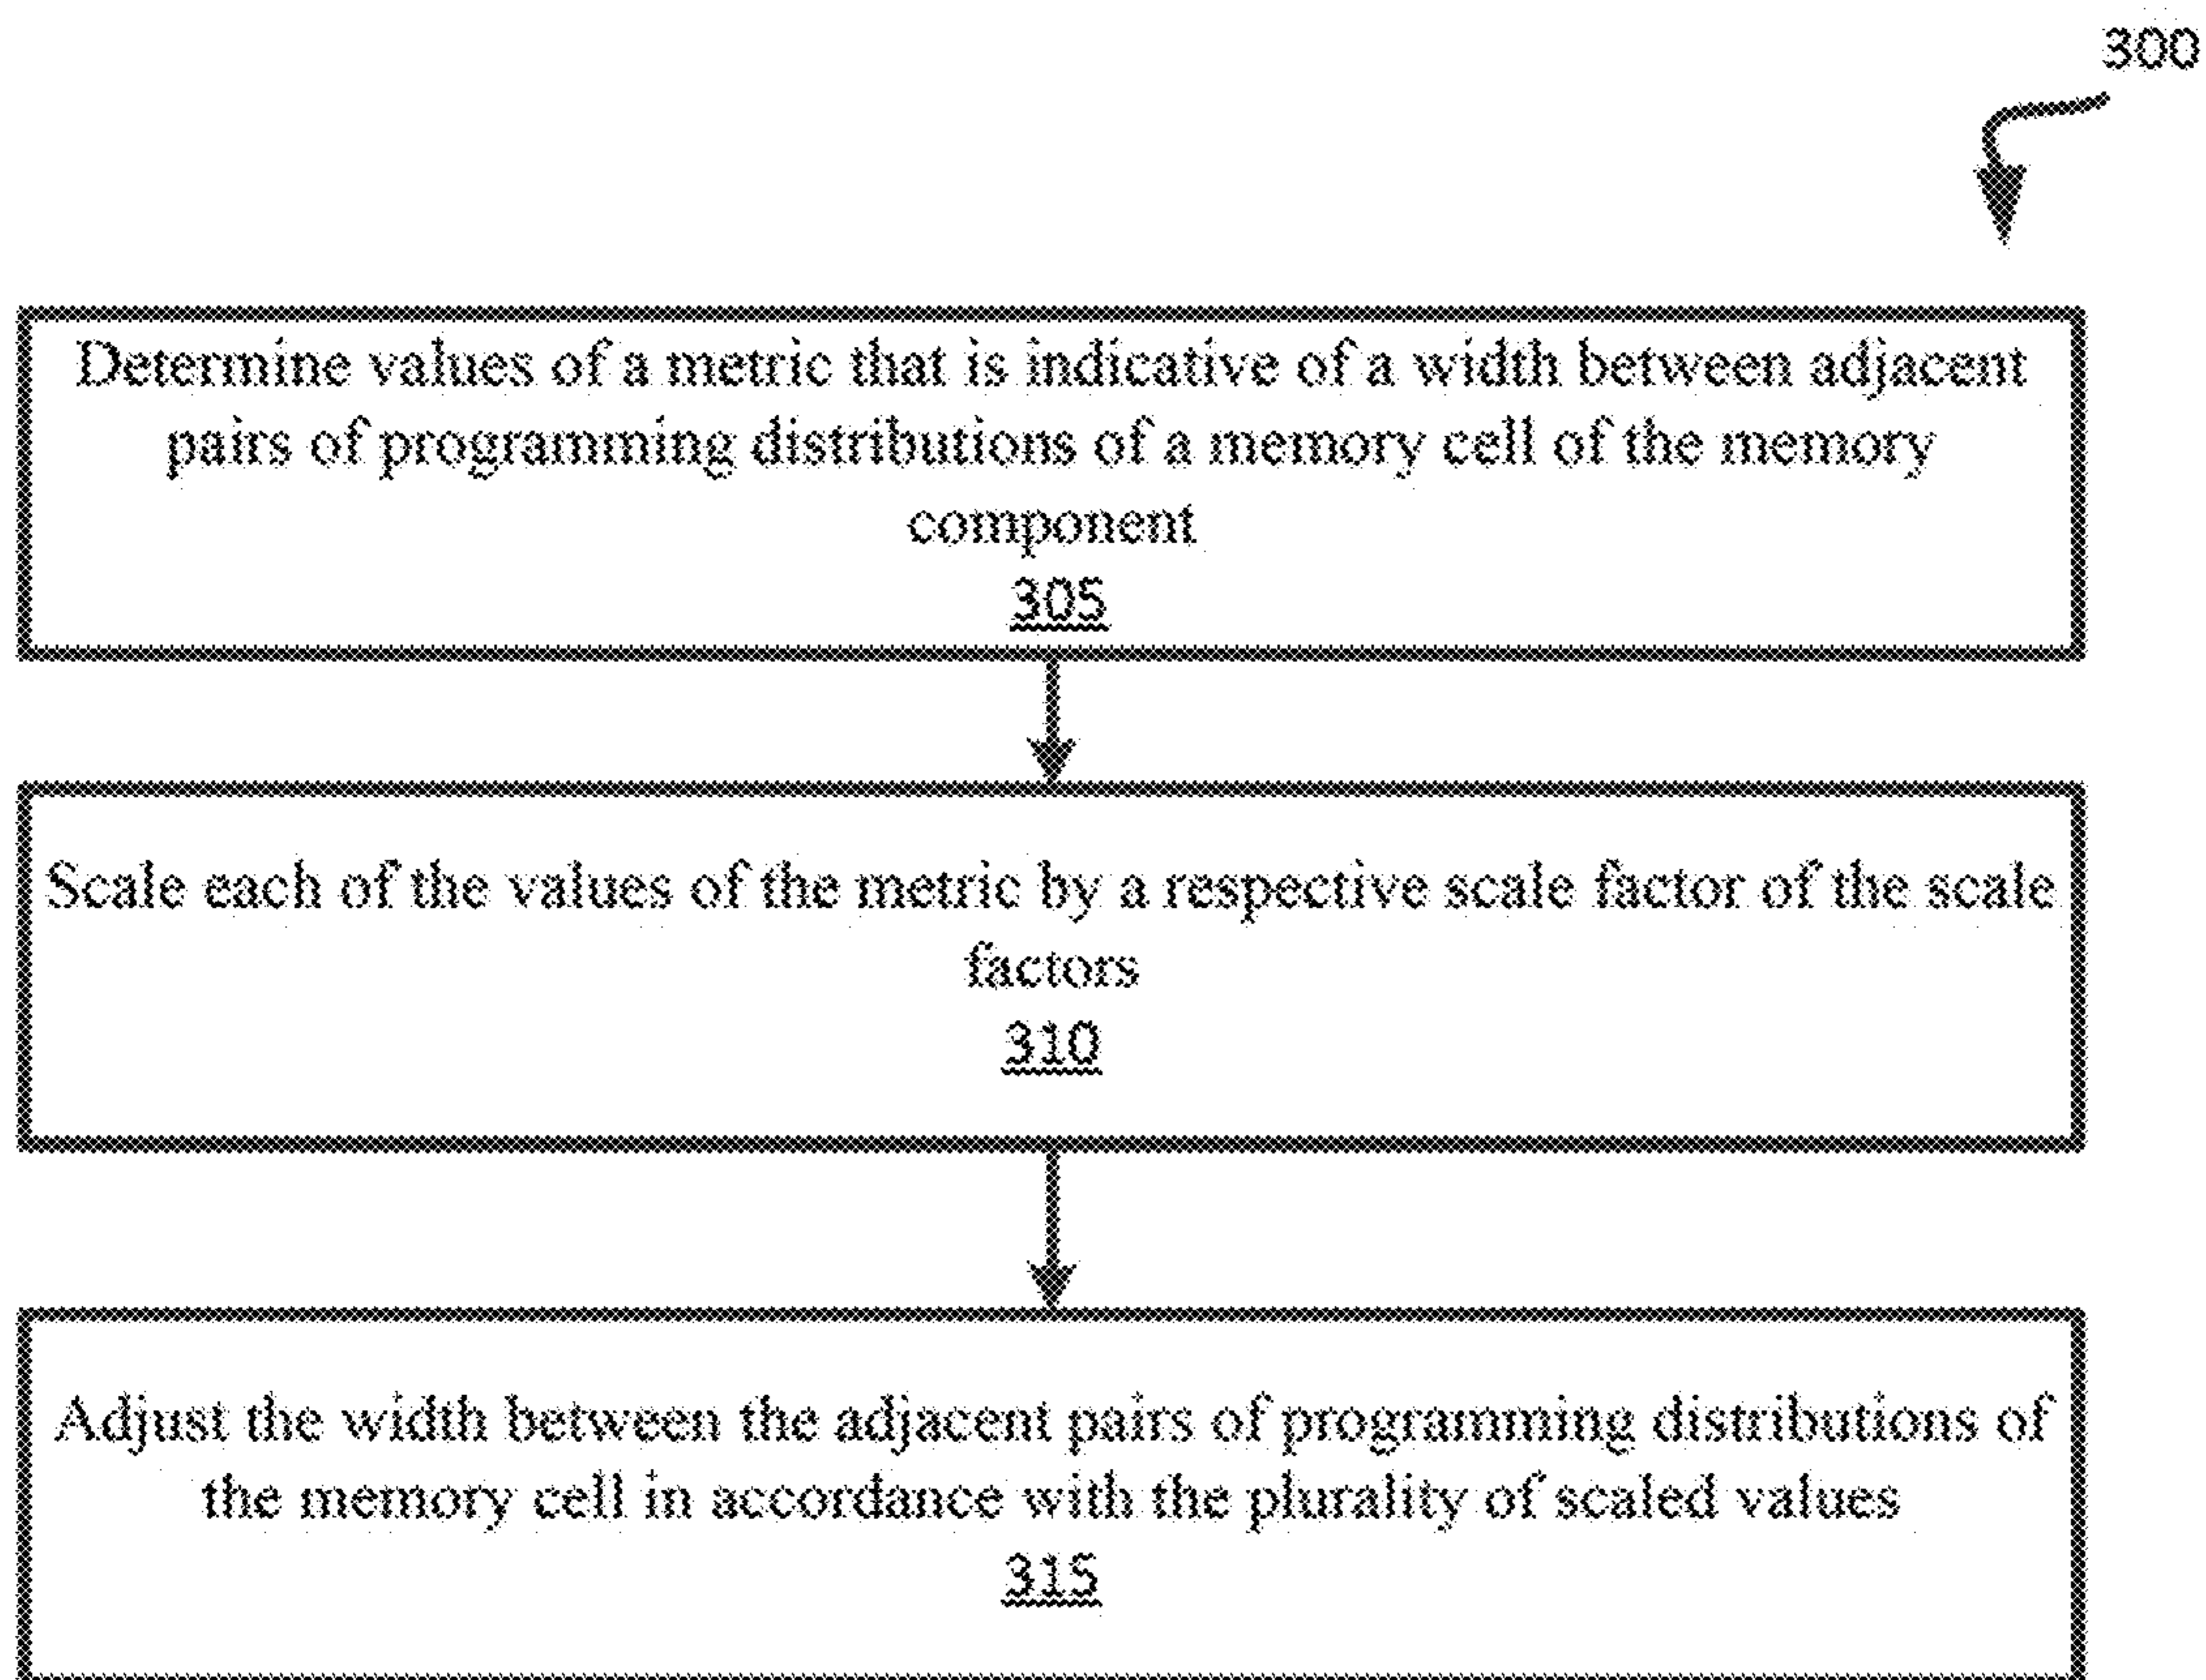 300
Determine values of a metric that is indicative of a width between adjacent
pairs of programming distributions of a memory cell of the memory
component
305
Scale each of the values of the metric by a respective scale factor of the scale
factors
310
Adjust the width between the adjacent pairs of programming distributions of
the memory cell in accordance with the plurality of scaled values
315